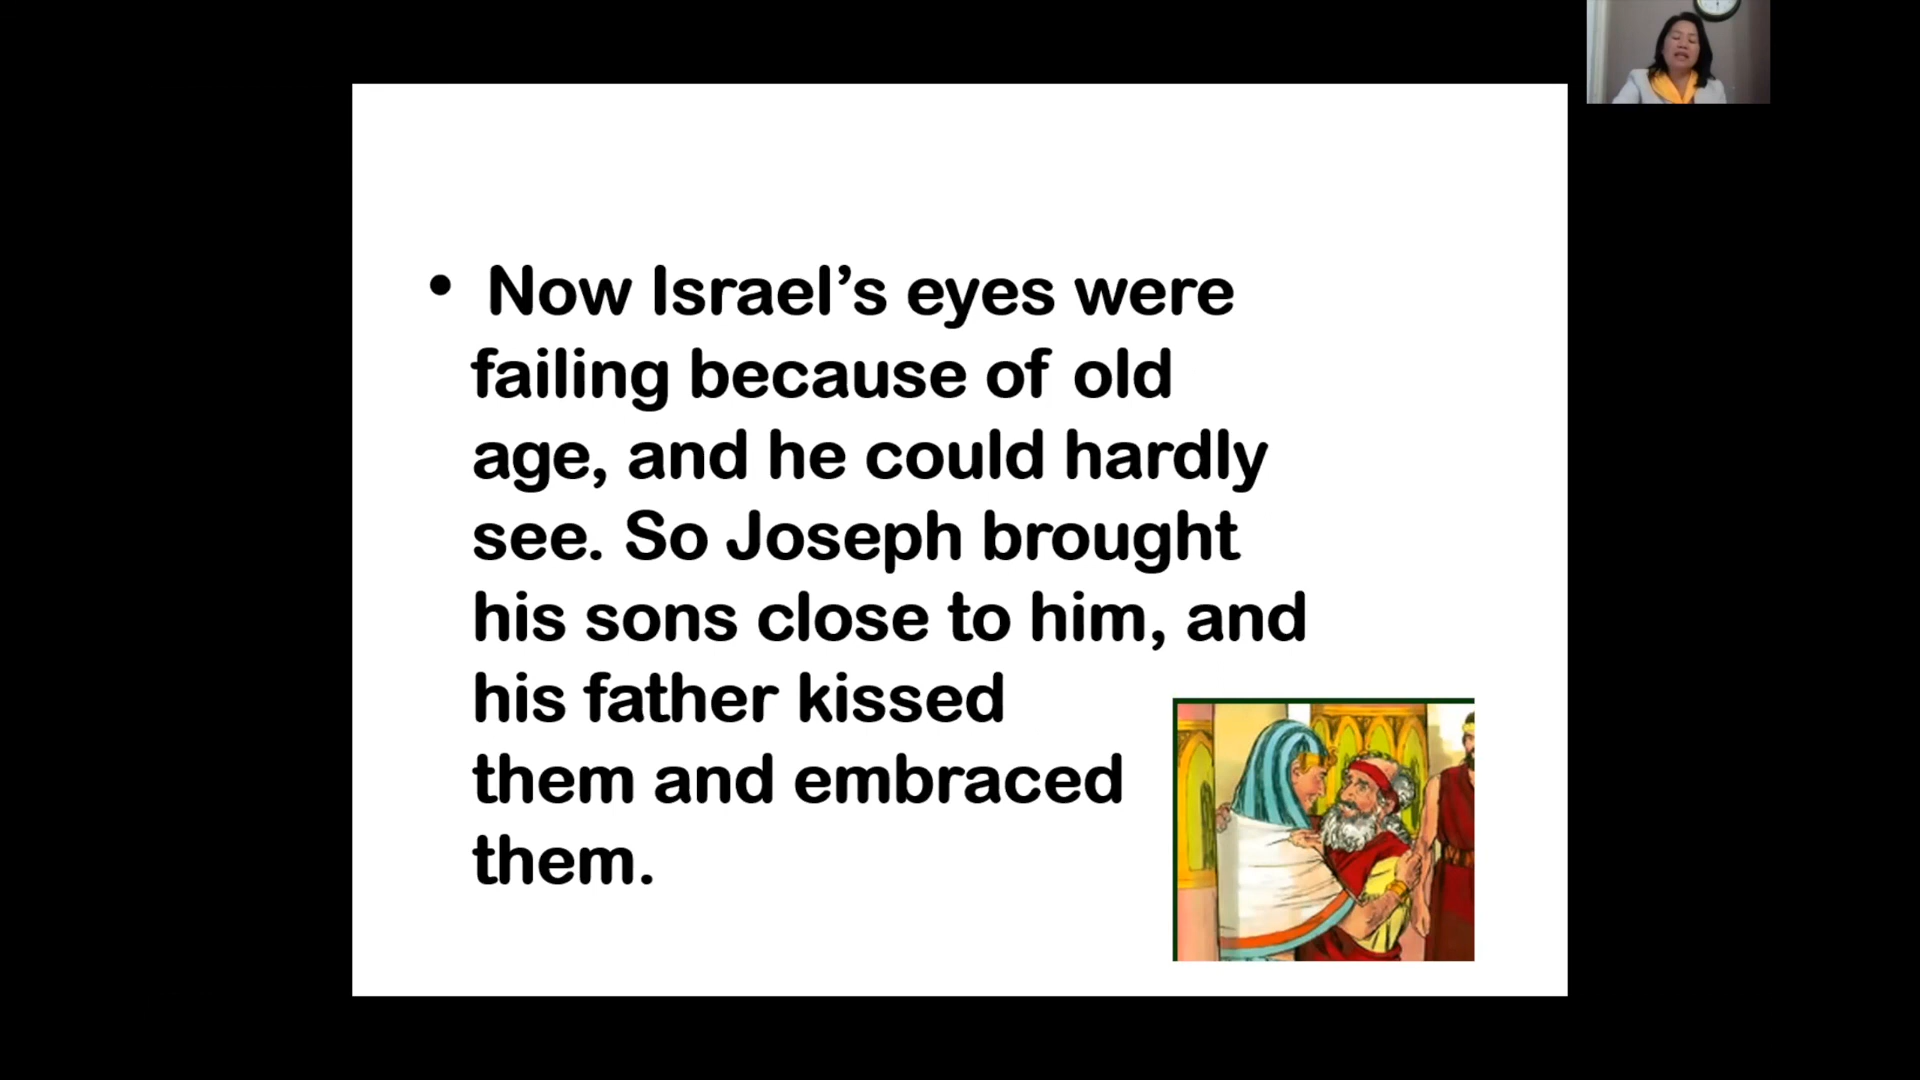 • Now Israel’s eyes were
failing because of old
age, and he could hardly
see. So Joseph brought
his sons close to him, and
his father kissed
them and embraced
them.